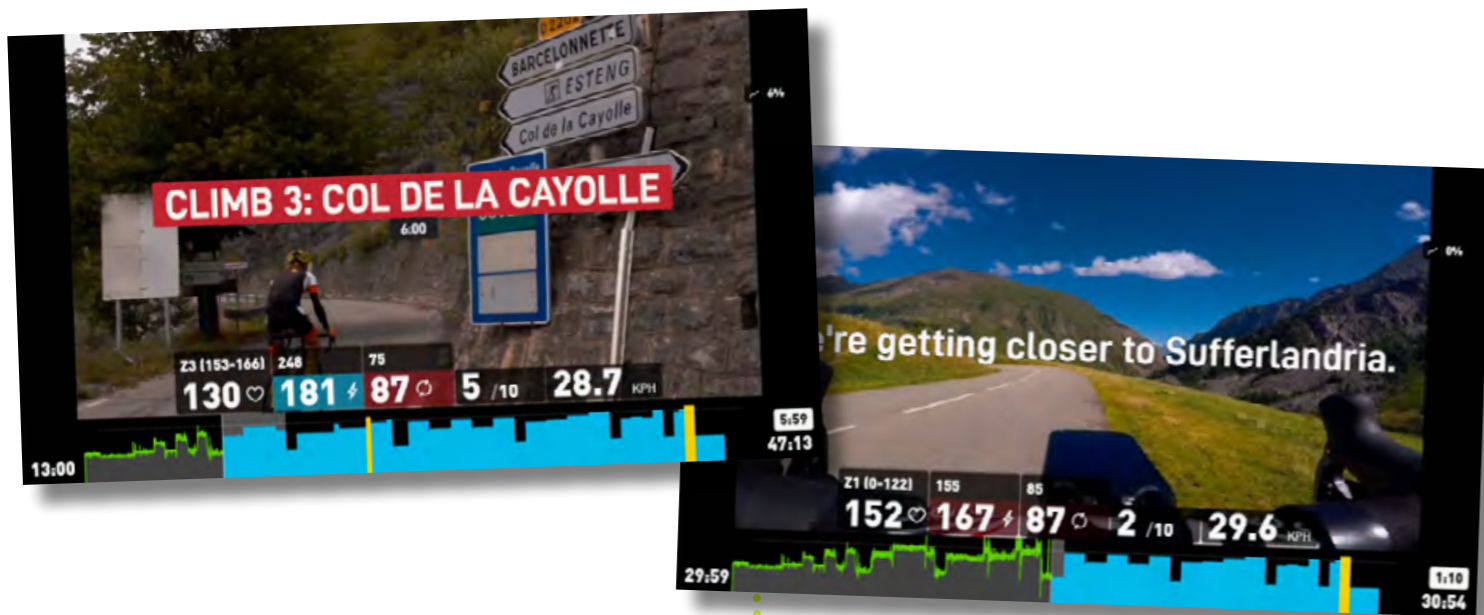 D2202
BARCELONNETTE
ESTENG
Col de la Cayolle
6%
CLIMB 3: COL DE LA CAYOLLE
6:00
Z3 (153-166) 248 75
130 181 87 5 /10 28.7 KPH
5:59
13:00 47:13
0%
're getting closer to Sufferlandria.
Z1 (0-122) 155 85
152 167 87 2 /10 29.6 KPH
29:59 1:10
30:54